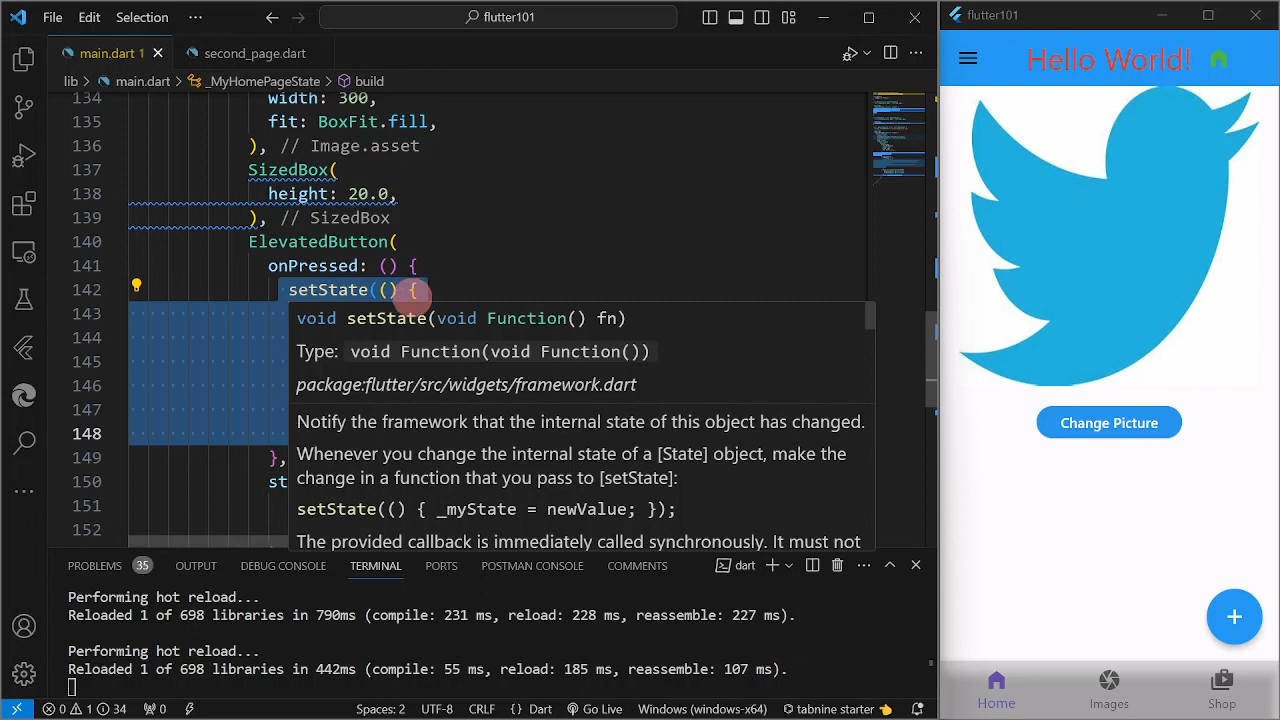 File Edit Selection ··· flutter101
main.dart 1 second_page.dart
lib > main.dart > _MyHomePageState > build
134 width: 300,
135 fit: BoxFit.fill,
136 ), // Image.asset
137 SizedBox(
138 height: 20.0,
139 ), // SizedBox
140 ElevatedButton(
141 onPressed: () {
142 setState(() {
143
144
145
146
147
148
149 },
150 st
151
152
void setState(void Function() fn)
Type: void Function(void Function())
package:flutter/src/widgets/framework.dart
Notify the framework that the internal state of this object has changed.
Whenever you change the internal state of a [State] object, make the
change in a function that you pass to [setState]:
setState(() { _myState = newValue; });
The provided callback is immediately called synchronously. It must not
PROBLEMS 35 OUTPUT DEBUG CONSOLE TERMINAL PORTS POSTMAN CONSOLE COMMENTS dart
Performing hot reload...
Reloaded 1 of 698 libraries in 790ms (compile: 231 ms, reload: 228 ms, reassemble: 227 ms).
Performing hot reload...
Reloaded 1 of 698 libraries in 442ms (compile: 55 ms, reload: 185 ms, reassemble: 107 ms).
0 1 34 0 Spaces: 2 UTF-8 CRLF {} Dart Go Live Windows (windows-x64) tabnine starter
flutter101
Hello World!
Change Picture
+
Home Images Shop